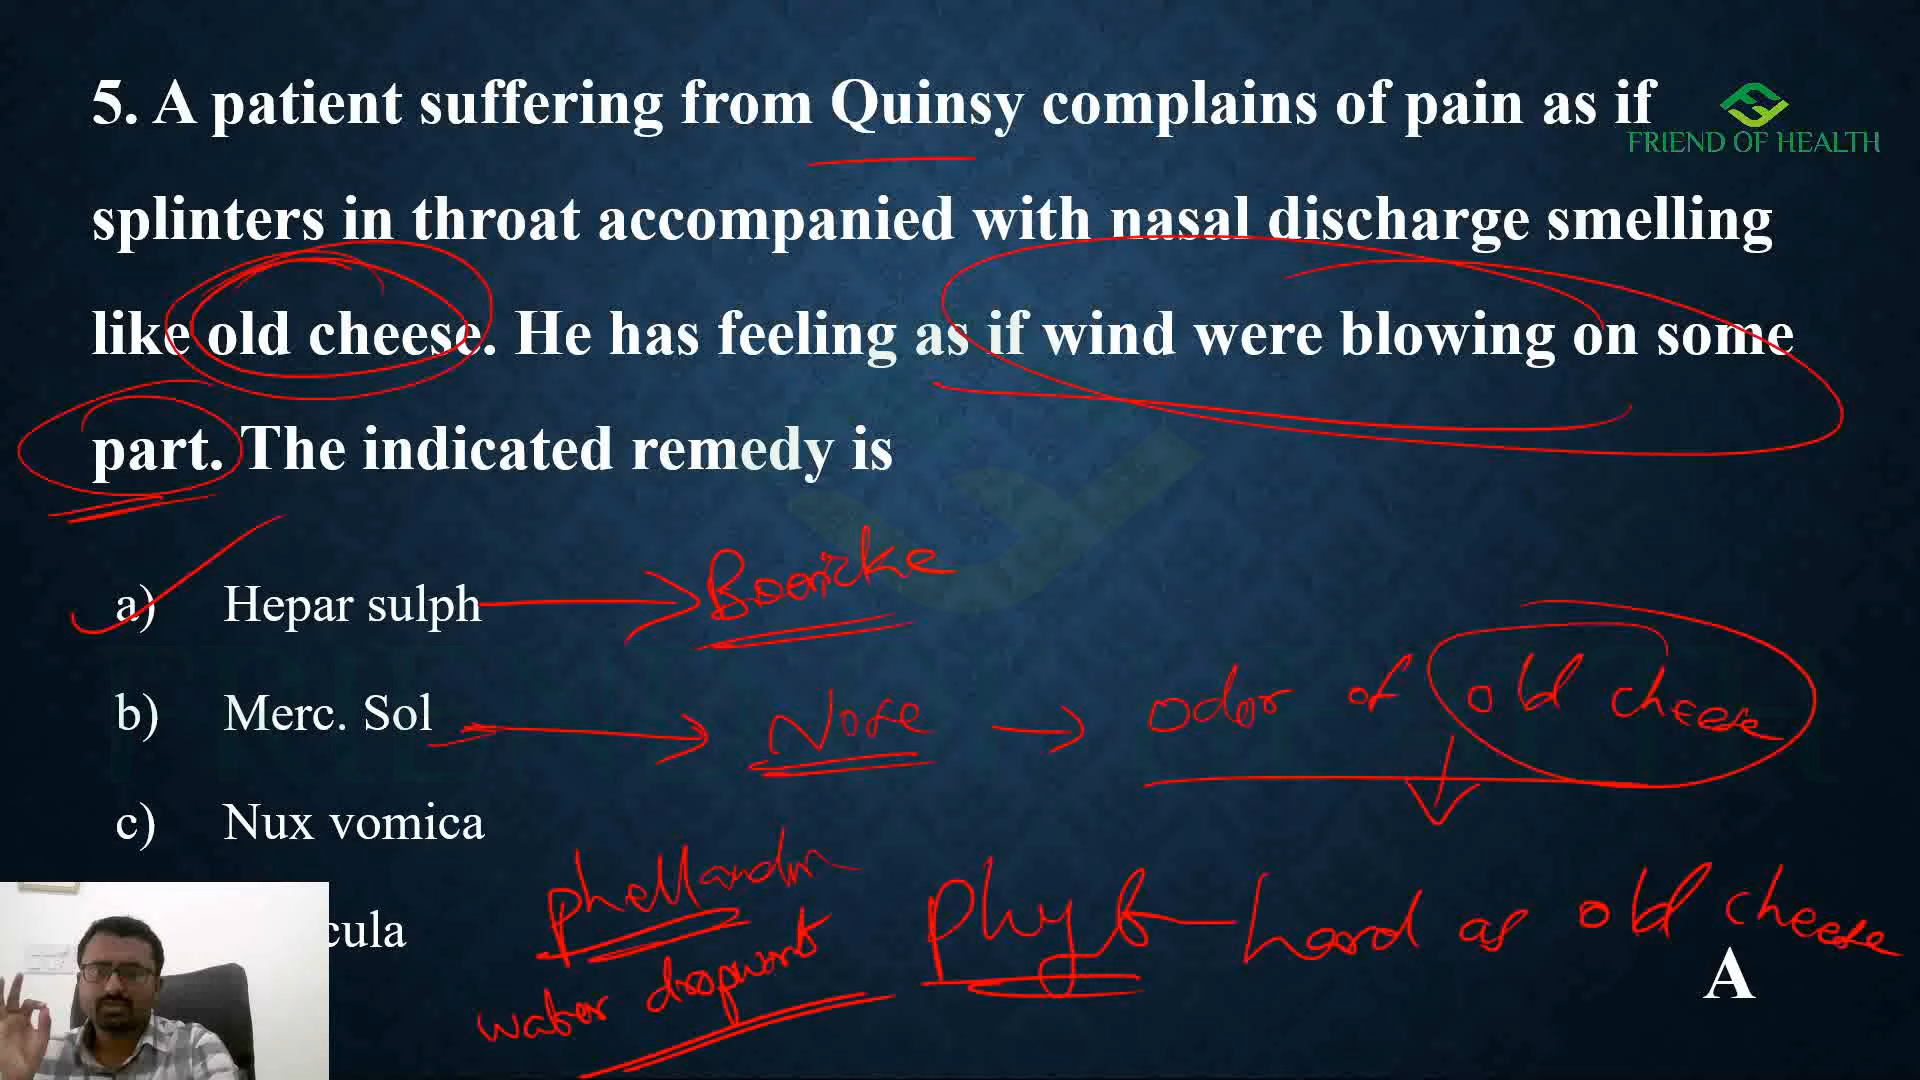 5. A patient suffering from Quinsy complains of pain as if
FRIEND OF HEALTH
splinters in throat accompanied with nasal discharge smelling
like old cheese. He has feeling as if wind were blowing on some
part. The indicated remedy is
a) Hepar sulph
Boericke
b) Merc. Sol
Nose
odor of old cheese
c) Nux vomica
cula
phellandri
water dropwort
Phyt
hard as old cheese
A